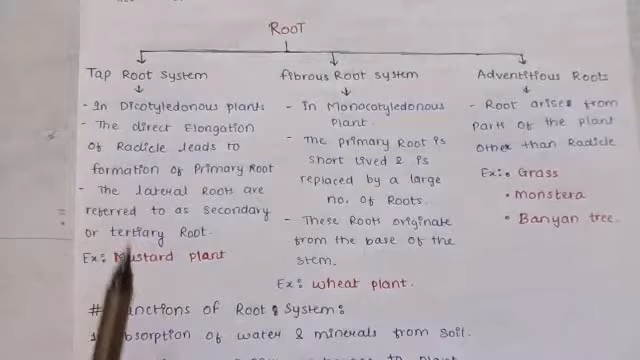 ROOT
Tap Root System
- In Dicotyledonous plants
- The direct Elongation
of Radicle leads to
formation of Primary Root
- The lateral Roots are
referred to as secondary
or tertiary Root.
Ex: Mustard plant
fibrous Root system
- In Monocotyledonous
Plant.
- The primary Root is
short lived & is
replaced by a large
no. of Roots.
- These Roots originate
from the base of the
stem.
Ex: wheat plant.
Adventitious Roots
- Root arises from
Parts of the plant
other than Radicle
Ex: • Grass
• monstera
• Banyan tree.
# Functions of Root System:
absorption of water & minerals from soil.